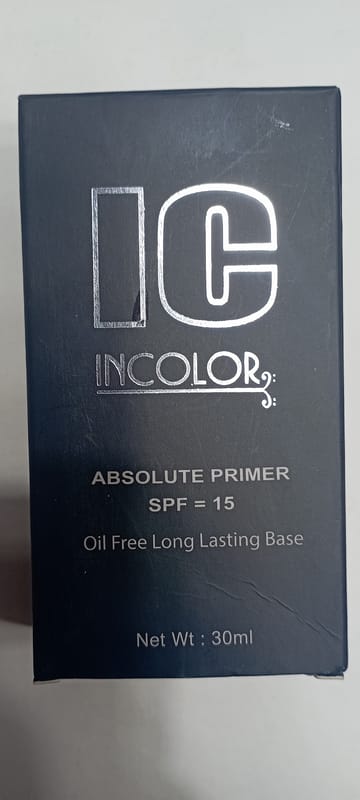 IC
INCOLOR
ABSOLUTE PRIMER
SPF = 15
Oil Free Long Lasting Base
Net Wt : 30ml